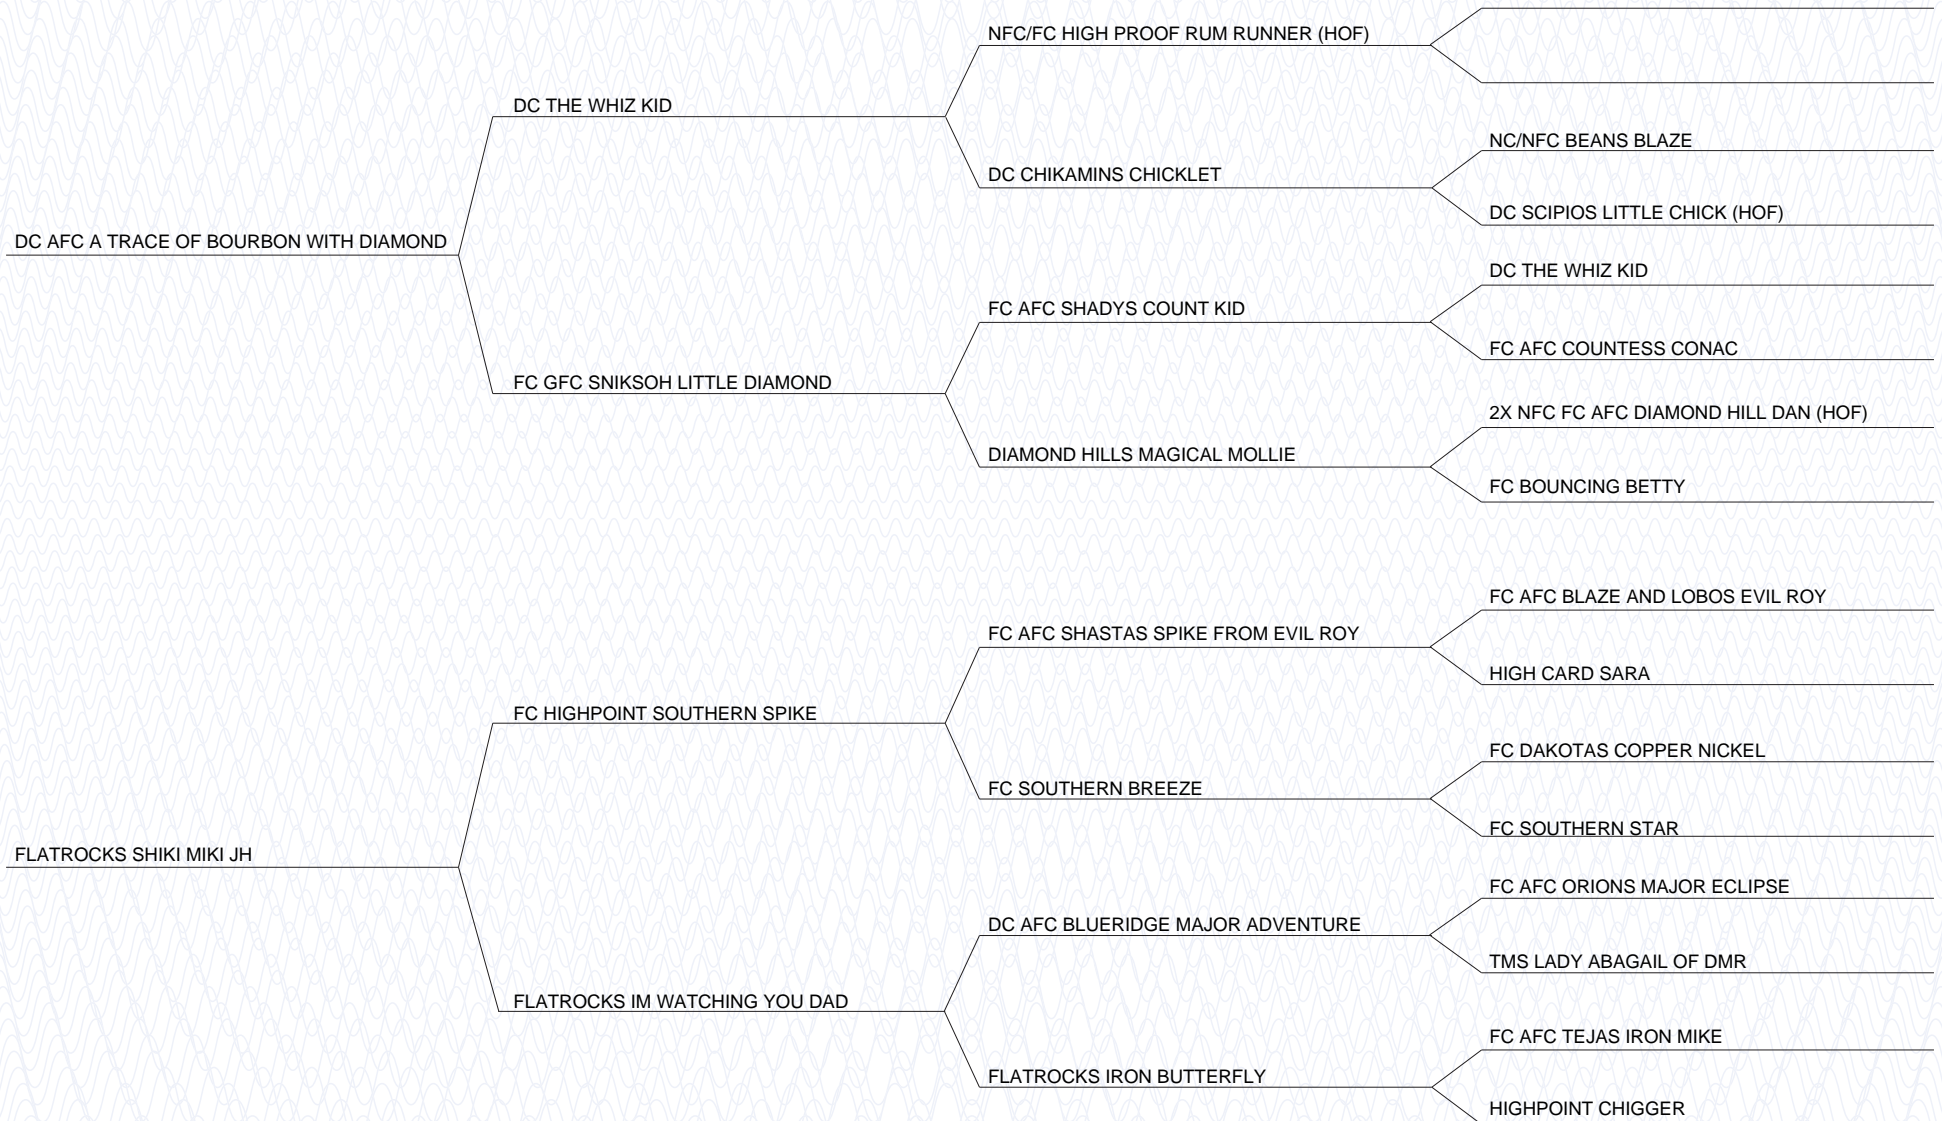 NFC/FC HIGH PROOF RUM RUNNER (HOF)
DC THE WHIZ KID
NC/NFC BEANS BLAZE
DC CHIKAMINS CHICKLET
DC SCIPIOS LITTLE CHICK (HOF)
DC AFC A TRACE OF BOURBON WITH DIAMOND
DC THE WHIZ KID
FC AFC SHADYS COUNT KID
FC AFC COUNTESS CONAC
FC GFC SNIKSOH LITTLE DIAMOND
2X NFC FC AFC DIAMOND HILL DAN (HOF)
DIAMOND HILLS MAGICAL MOLLIE
FC BOUNCING BETTY
FC AFC BLAZE AND LOBOS EVIL ROY
FC AFC SHASTAS SPIKE FROM EVIL ROY
HIGH CARD SARA
FC HIGHPOINT SOUTHERN SPIKE
FC DAKOTAS COPPER NICKEL
FC SOUTHERN BREEZE
FC SOUTHERN STAR
FLATROCKS SHIKI MIKI JH
FC AFC ORIONS MAJOR ECLIPSE
DC AFC BLUERIDGE MAJOR ADVENTURE
TMS LADY ABAGAIL OF DMR
FLATROCKS IM WATCHING YOU DAD
FC AFC TEJAS IRON MIKE
FLATROCKS IRON BUTTERFLY
HIGHPOINT CHIGGER